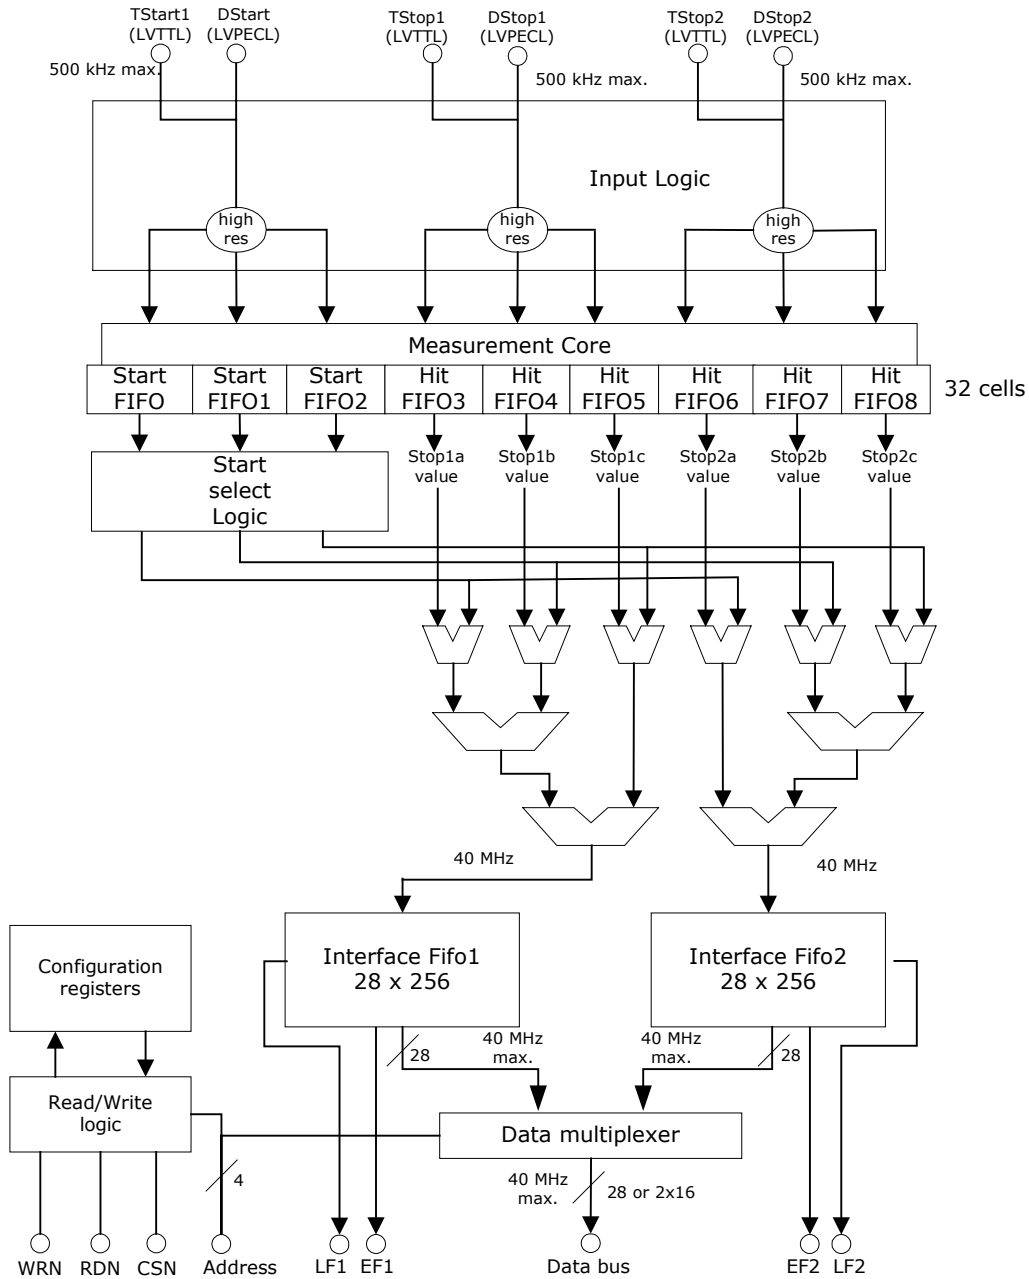 TStart1
(LVTTL)
DStart
(LVPECL)
TStop1
(LVTTL)
DStop1
(LVPECL)
TStop2
(LVTTL)
DStop2
(LVPECL)
500 kHz max.
500 kHz max.
500 kHz max.
Input Logic
high
res
high
res
high
res
Measurement Core
Start
FIFO
Start
FIFO1
Start
FIFO2
Hit
FIFO3
Hit
FIFO4
Hit
FIFO5
Hit
FIFO6
Hit
FIFO7
Hit
FIFO8
32 cells
Start
select
Logic
Stop1a
value
Stop1b
value
Stop1c
value
Stop2a
value
Stop2b
value
Stop2c
value
40 MHz
40 MHz
Configuration
registers
Interface Fifo1
28 x 256
Interface Fifo2
28 x 256
28
40 MHz
max.
40 MHz
max.
28
Read/Write
logic
Data multiplexer
4
40 MHz
max.
28 or 2x16
WRN
RDN
CSN
Address
LF1
EF1
Data bus
EF2
LF2